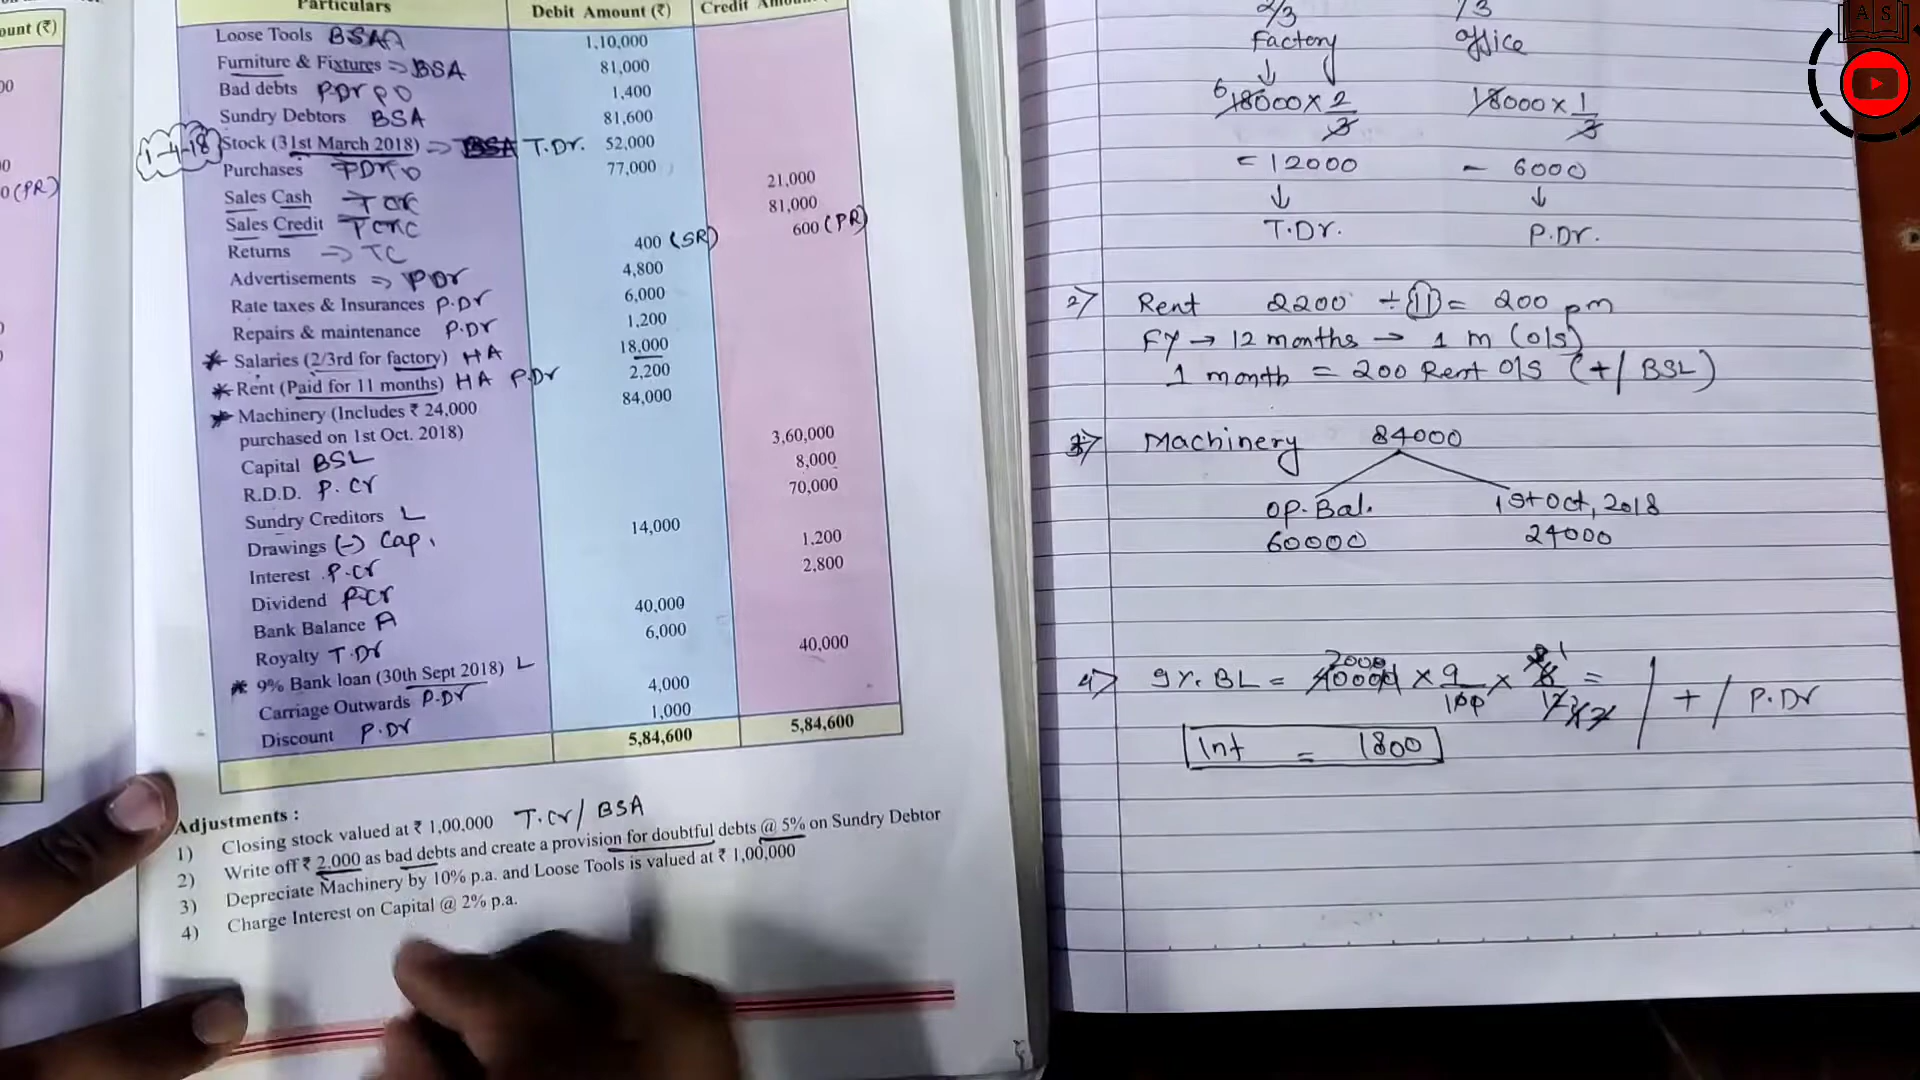 Particulars
Debit Amount (₹)
Credit
ount (₹)
Loose Tools BSA
1,10,000
Furniture & Fixtures => BSA
81,000
Bad debts PDr
1,400
Sundry Debtors BSA
81,600
1-4-18
Stock (31st March 2018) => BSA T.Dr.
52,000
Purchases
77,000
Sales Cash
21,000
Sales Credit
81,000
Returns -> TC
400 (SR)
600 (PR)
0 (PR)
Advertisements => PDr
4,800
Rate taxes & Insurances P.Dr
6,000
Repairs & maintenance P.Dr
1,200
* Salaries (2/3rd for factory) HA
18,000
* Rent (Paid for 11 months) HA P.Dr
2,200
* Machinery (Includes ₹ 24,000
84,000
purchased on 1st Oct. 2018)
Capital BSL
3,60,000
R.D.D. P. Cr
8,000
Sundry Creditors L
70,000
Drawings (-) Cap.
14,000
Interest P.Cr
1,200
Dividend P.Cr
2,800
Bank Balance A
40,000
Royalty T.Dr
6,000
* 9% Bank loan (30th Sept 2018) L
40,000
Carriage Outwards P.Dr
4,000
Discount P.Dr
1,000
5,84,600
5,84,600
Adjustments :
1) Closing stock valued at ₹ 1,00,000 T.Cr/ BSA
2) Write off ₹ 2,000 as bad debts and create a provision for doubtful debts @ 5% on Sundry Debtor
3) Depreciate Machinery by 10% p.a. and Loose Tools is valued at ₹ 1,00,000
4) Charge Interest on Capital @ 2% p.a.
2/3
1/3
Factory
office
6 18000 x 2/3
18000 x 1/3
= 12000
- 6000
T.Dr.
P.Dr.
2) Rent 2200 ÷ 11 = 200 pm
FY -> 12 months -> 1 m (o/s)
1 month = 200 Rent O/S (+/ BSL)
3) Machinery 84000
OP. Bal.
1st Oct, 2018
60000
24000
4) 9%. BL = 40000 x 9/100 x 6/12 = / + / P.Dr
Int = 1800
AS